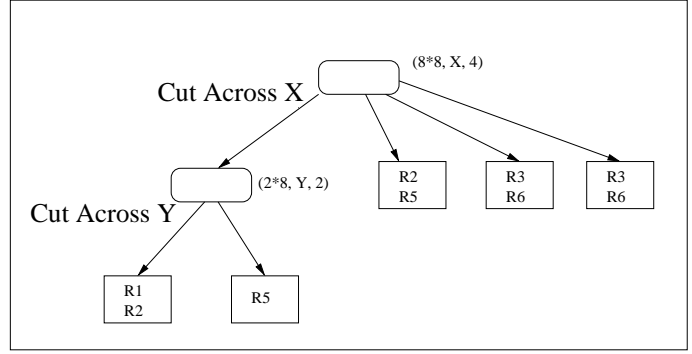 (8*8, X, 4)
Cut Across X
(2*8, Y, 2)
R2
R5
R3
R6
R3
R6
Cut Across Y
R1
R2
R5